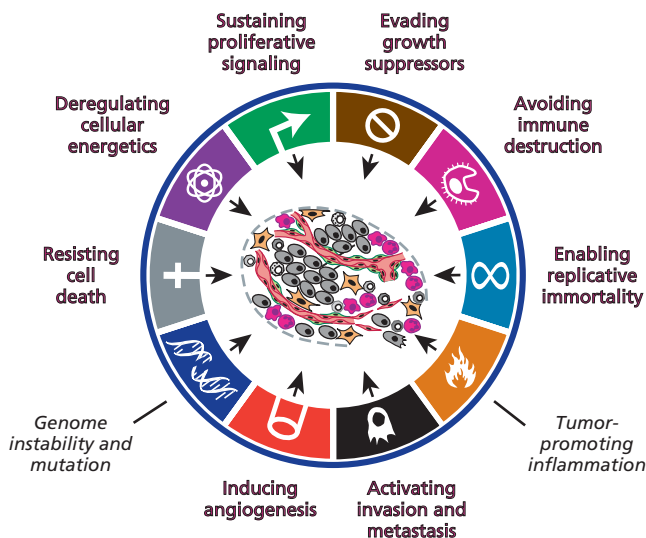 Sustaining
proliferative
signaling
Evading
growth
suppressors
Deregulating
cellular
energetics
Avoiding
immune
destruction
Resisting
cell
death
Enabling
replicative
immortality
Genome
instability and
mutation
Tumor-
promoting
inflammation
Inducing
angiogenesis
Activating
invasion and
metastasis